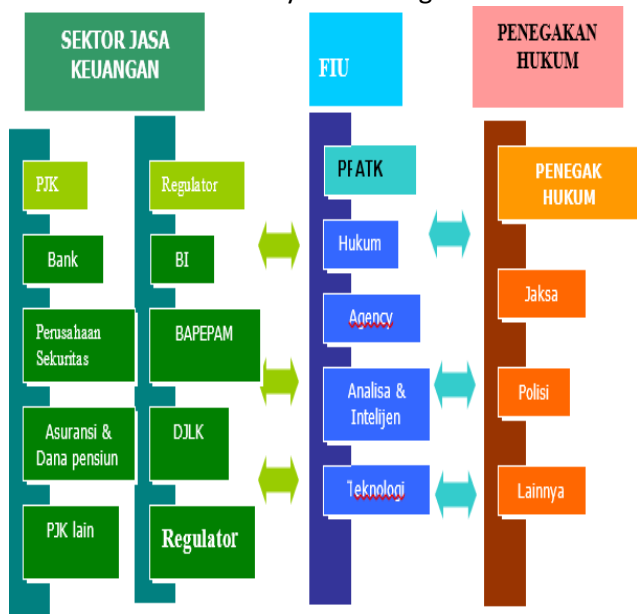 SEKTOR JASA
KEUANGAN
FIU
PENEGAKAN
HUKUM
PJK
Bank
Perusahaan
Sekuritas
Asuransi &
Dana pensiun
PJK lain
Regulator
BI
BAPEPAM
DJLK
Regulator
PFATK
Hukum
Agency
Analisa &
Intelijen
Teknologi
PENEGAK
HUKUM
Jaksa
Polisi
Lainnya